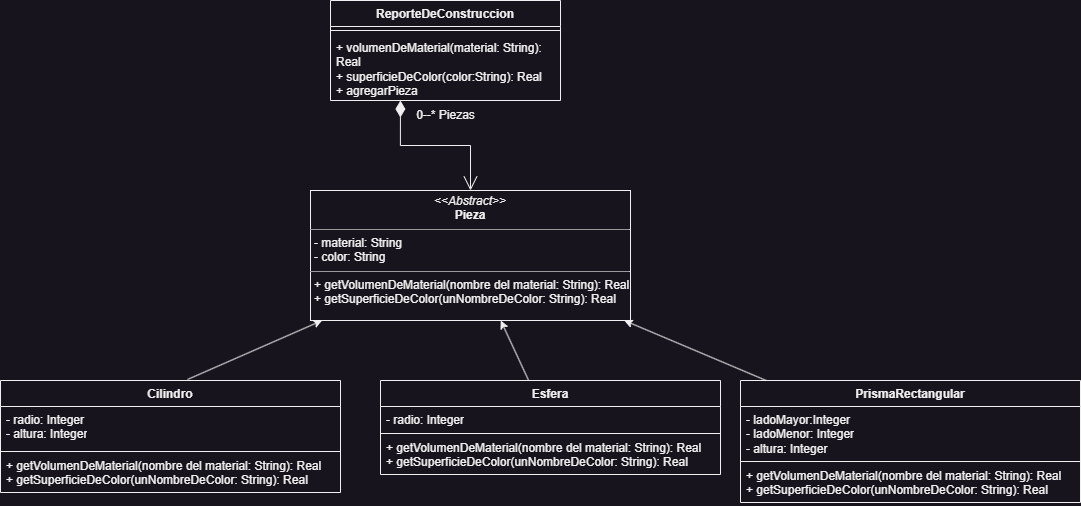 ReporteDeConstruccion
+ volumenDeMaterial(material: String):
Real
+ superficieDeColor(color:String): Real
+ agregarPieza
0--* Piezas
<<Abstract>>
Pieza
- material: String
- color: String
+ getVolumenDeMaterial(nombre del material: String): Real
+ getSuperficieDeColor(unNombreDeColor: String): Real
Cilindro
- radio: Integer
- altura: Integer
+ getVolumenDeMaterial(nombre del material: String): Real
+ getSuperficieDeColor(unNombreDeColor: String): Real
Esfera
- radio: Integer
+ getVolumenDeMaterial(nombre del material: String): Real
+ getSuperficieDeColor(unNombreDeColor: String): Real
PrismaRectangular
- ladoMayor:Integer
- ladoMenor: Integer
- altura: Integer
+ getVolumenDeMaterial(nombre del material: String): Real
+ getSuperficieDeColor(unNombreDeColor: String): Real